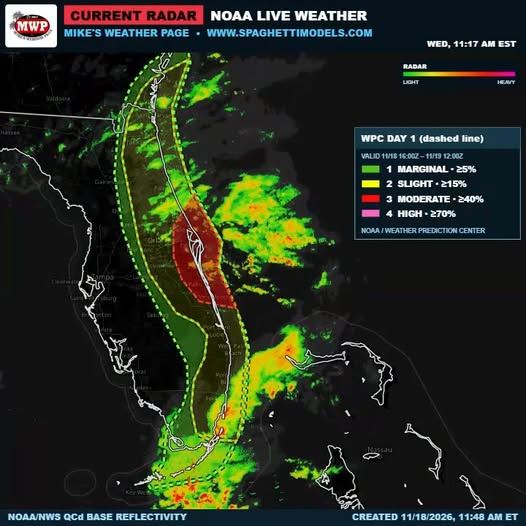 MWP
CURRENT RADAR NOAA LIVE WEATHER
MIKE'S WEATHER PAGE • WWW.SPAGHETTIMODELS.COM
WED, 11:17 AM EST
RADAR
LIGHT HEAVY
WPC DAY 1 (dashed line)
VALID 11/18 16:00Z – 11/19 12:00Z
1 MARGINAL · ≥5%
2 SLIGHT · ≥15%
3 MODERATE · ≥40%
4 HIGH · ≥70%
NOAA / WEATHER PREDICTION CENTER
Valdosta
Tampa
Nassau
Key West
NOAA/NWS QCd BASE REFLECTIVITY
CREATED 11/18/2026, 11:48 AM ET